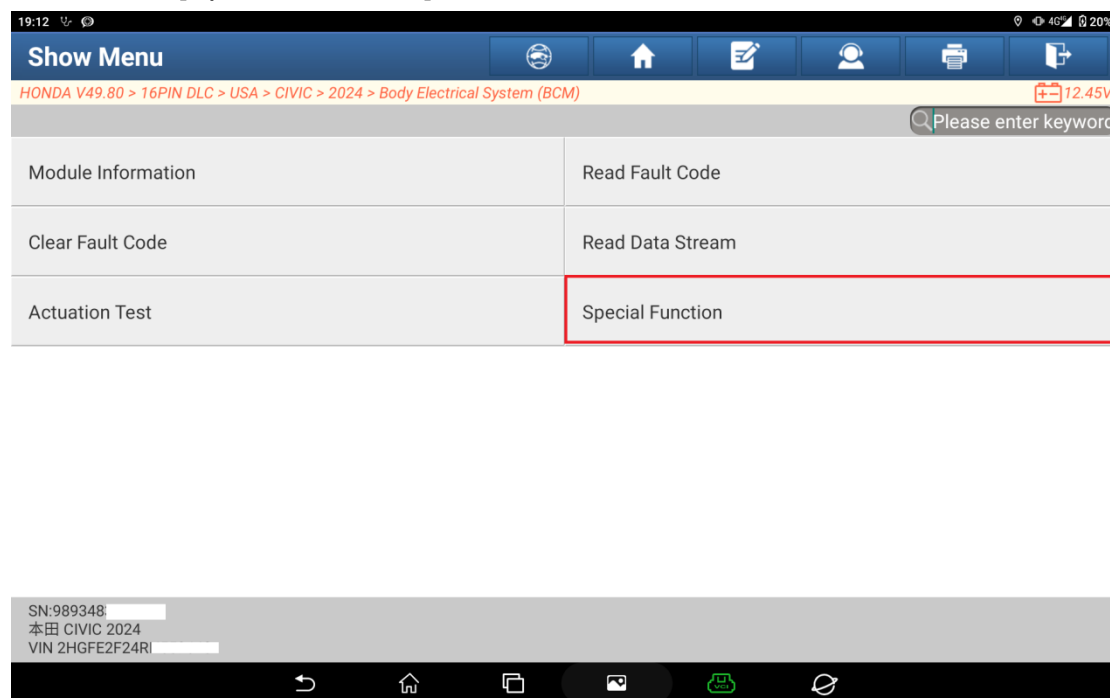 19:12 4G 20%
Show Menu
HONDA V49.80 > 16PIN DLC > USA > CIVIC > 2024 > Body Electrical System (BCM) 12.45V
Please enter keyword
Module Information
Read Fault Code
Clear Fault Code
Read Data Stream
Actuation Test
Special Function
SN:989348
本田 CIVIC 2024
VIN 2HGFE2F24R
VCI